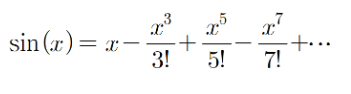 sin(x) = x − x³/3! + x⁵/5! − x⁷/7! + ⋯